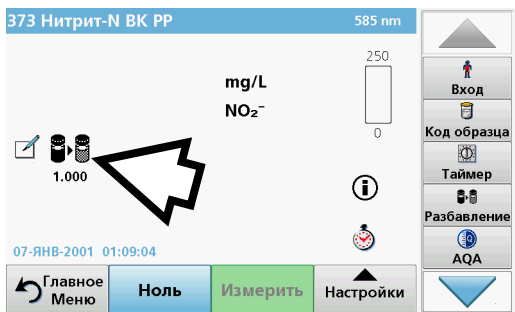 373 Нитрит-N ВК PP
585 nm
250
mg/L
NO₂⁻
0
1.000
07-ЯНВ-2001 01:09:04
Главное
Меню
Ноль
Измерить
Настройки
Вход
Код образца
Таймер
Разбавление
AQA